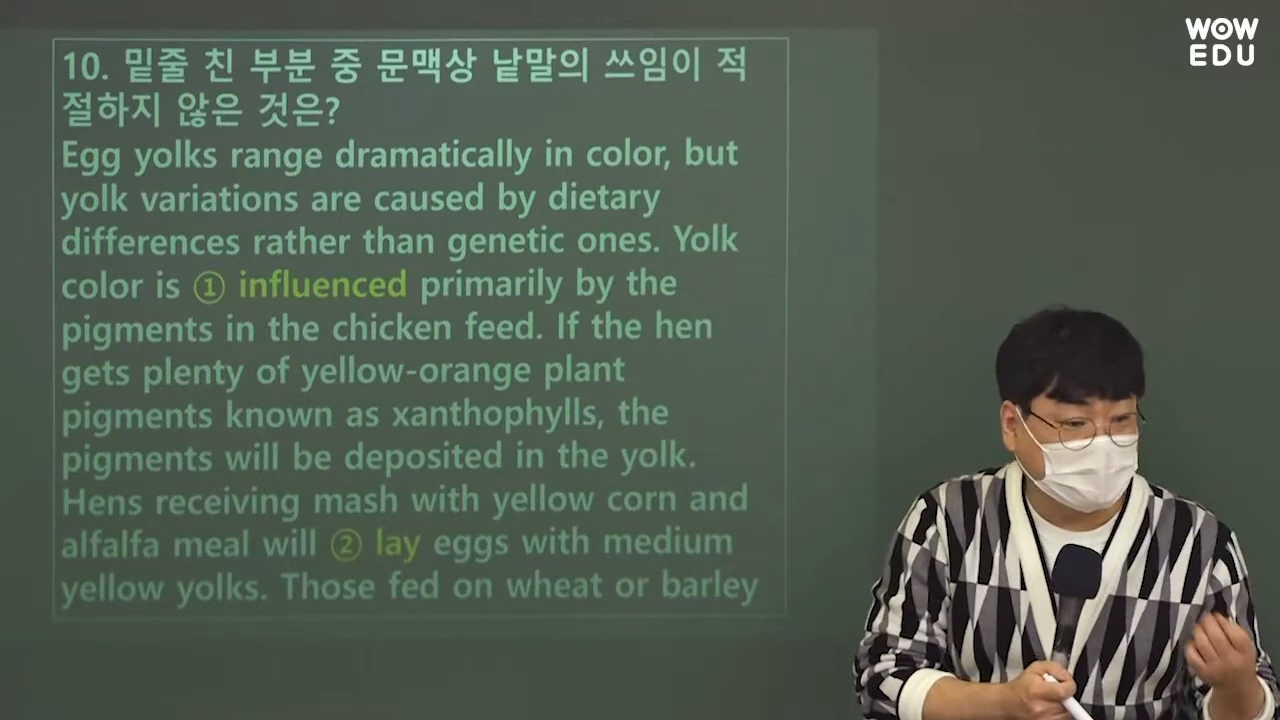 WOW
EDU
10. 밑줄 친 부분 중 문맥상 낱말의 쓰임이 적
절하지 않은 것은?
Egg yolks range dramatically in color, but
yolk variations are caused by dietary
differences rather than genetic ones. Yolk
color is ① influenced primarily by the
pigments in the chicken feed. If the hen
gets plenty of yellow-orange plant
pigments known as xanthophylls, the
pigments will be deposited in the yolk.
Hens receiving mash with yellow corn and
alfalfa meal will ② lay eggs with medium
yellow yolks. Those fed on wheat or barley